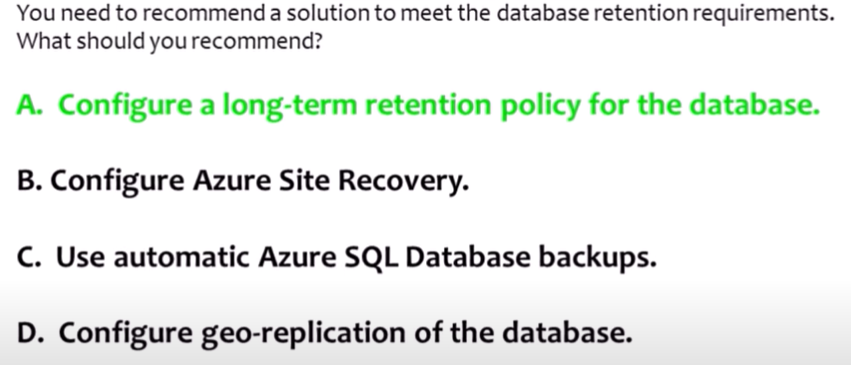 You need to recommend a solution to meet the database retention requirements.
What should you recommend?
A. Configure a long-term retention policy for the database.
B. Configure Azure Site Recovery.
C. Use automatic Azure SQL Database backups.
D. Configure geo-replication of the database.